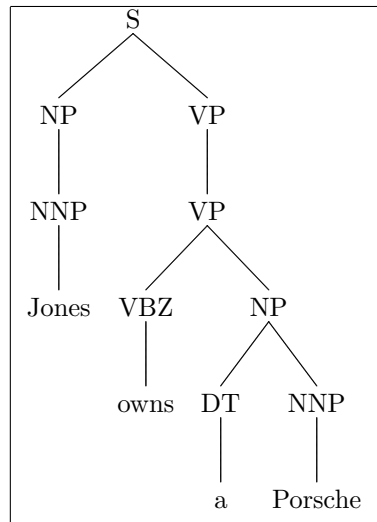 S
NP VP
NNP VP
Jones VBZ NP
owns DT NNP
a Porsche